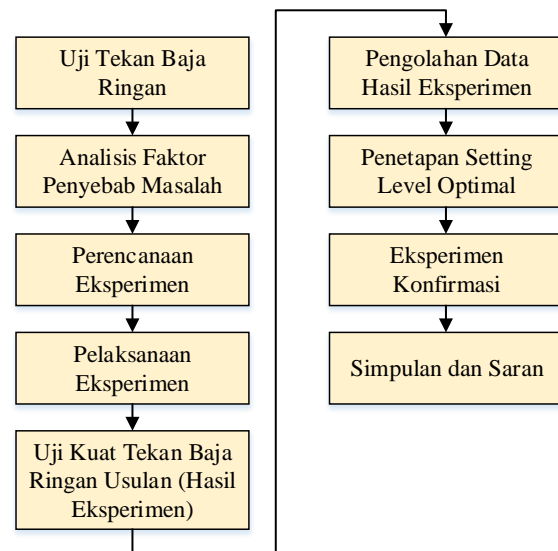 Uji Tekan Baja
Ringan
Analisis Faktor
Penyebab Masalah
Perencanaan
Eksperimen
Pelaksanaan
Eksperimen
Uji Kuat Tekan Baja
Ringan Usulan (Hasil
Eksperimen)
Pengolahan Data
Hasil Eksperimen
Penetapan Setting
Level Optimal
Eksperimen
Konfirmasi
Simpulan dan Saran